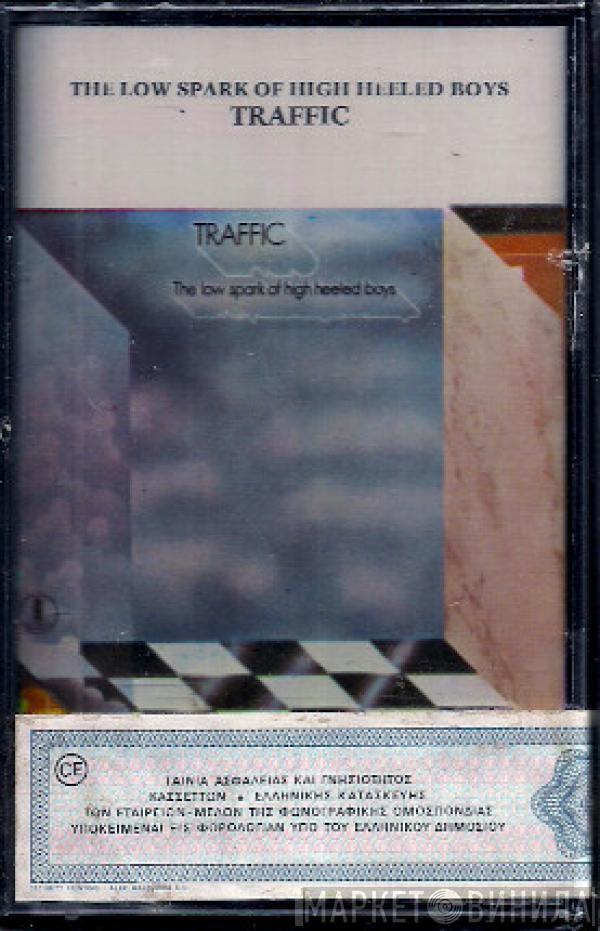 THE LOW SPARK OF HIGH HEELED BOYS
TRAFFIC
TRAFFIC
The low spark of high heeled boys
CE
ΤΑΙΝΙΑ ΑΣΦΑΛΕΙΑΣ ΚΑΙ ΓΝΗΣΙΟΤΗΤΟΣ
ΚΑΣΣΕΤΤΩΝ • ΕΛΛΗΝΙΚΗΣ ΚΑΤΑΣΚΕΥΗΣ
ΤΩΝ ΕΤΑΙΡΕΙΩΝ-ΜΕΛΩΝ ΤΗΣ ΦΩΝΟΓΡΑΦΙΚΗΣ ΟΜΟΣΠΟΝΔΙΑΣ
ΥΠΟΚΕΙΜΕΝΑΙ ΕΙΣ ΦΟΡΟΛΟΓΙΑΝ ΥΠΟ ΤΟΥ ΕΛΛΗΝΙΚΟΥ ΔΗΜΟΣΙΟΥ
МАРКЕТ ВИНИЛА